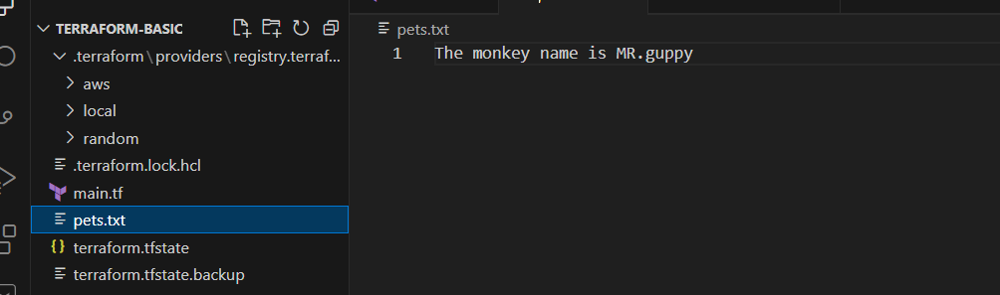 TERRAFORM-BASIC
.terraform\providers\registry.terraf...
aws
local
random
.terraform.lock.hcl
main.tf
pets.txt
terraform.tfstate
terraform.tfstate.backup
pets.txt
1 The monkey name is MR.guppy